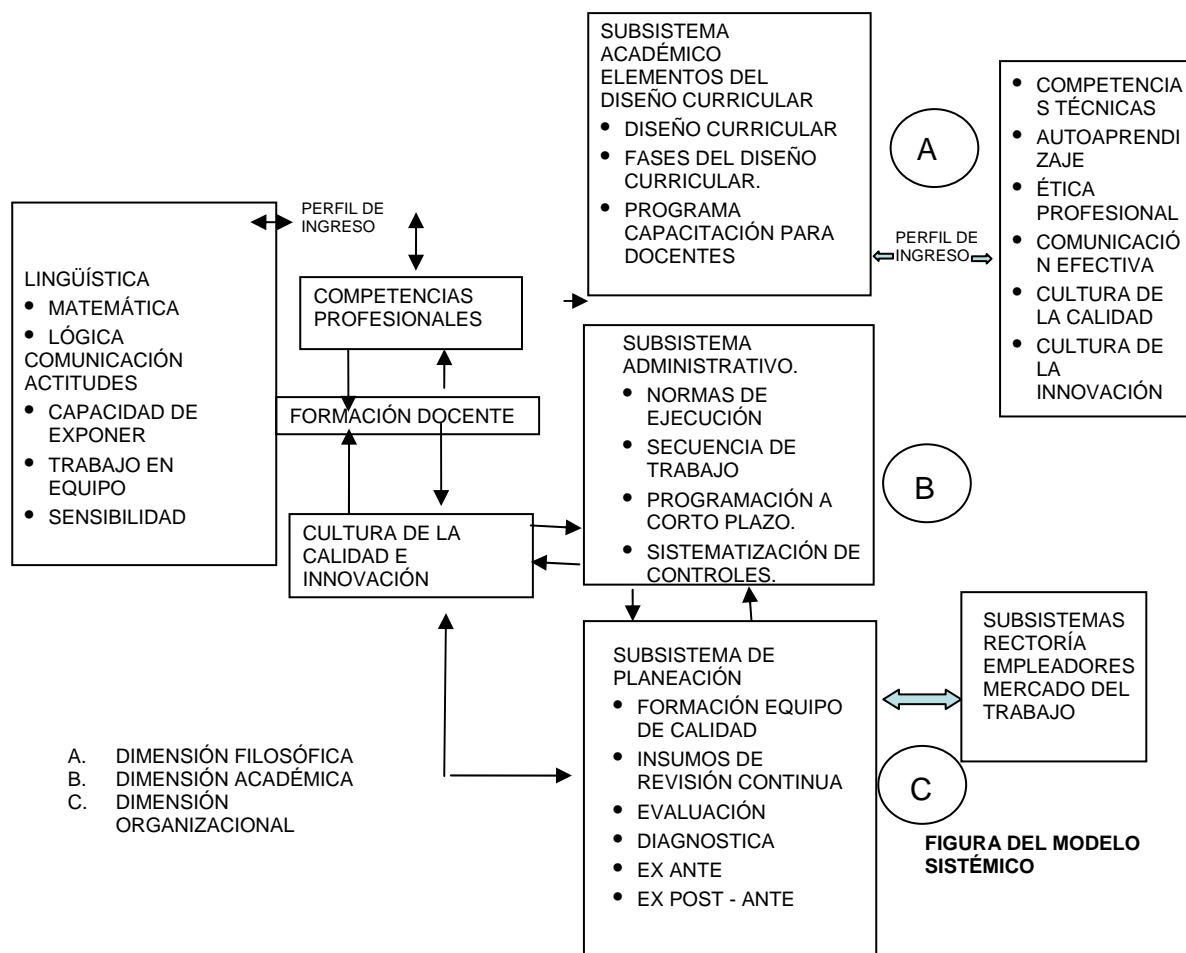 SUBSISTEMA
ACADÉMICO
ELEMENTOS DEL
DISEÑO CURRICULAR
• DISEÑO CURRICULAR
• FASES DEL DISEÑO
CURRICULAR.
• PROGRAMA
CAPACITACIÓN PARA
DOCENTES
A
PERFIL DE
INGRESO
• COMPETENCIA
S TÉCNICAS
• AUTOAPRENDI
ZAJE
• ÉTICA
PROFESIONAL
• COMUNICACIÓ
N EFECTIVA
• CULTURA DE
LA CALIDAD
• CULTURA DE
LA
INNOVACIÓN
LINGÜÍSTICA
• MATEMÁTICA
• LÓGICA
COMUNICACIÓN
ACTITUDES
• CAPACIDAD DE
EXPONER
• TRABAJO EN
EQUIPO
• SENSIBILIDAD
PERFIL DE
INGRESO
COMPETENCIAS
PROFESIONALES
FORMACIÓN DOCENTE
CULTURA DE LA
CALIDAD E
INNOVACIÓN
SUBSISTEMA
ADMINISTRATIVO.
• NORMAS DE
EJECUCIÓN
• SECUENCIA DE
TRABAJO
• PROGRAMACIÓN A
CORTO PLAZO.
• SISTEMATIZACIÓN DE
CONTROLES.
B
SUBSISTEMA DE
PLANEACIÓN
• FORMACIÓN EQUIPO
DE CALIDAD
• INSUMOS DE
REVISIÓN CONTINUA
• EVALUACIÓN
• DIAGNOSTICA
• EX ANTE
• EX POST - ANTE
SUBSISTEMAS
RECTORÍA
EMPLEADORES
MERCADO DEL
TRABAJO
C
A. DIMENSIÓN FILOSÓFICA
B. DIMENSIÓN ACADÉMICA
C. DIMENSIÓN
ORGANIZACIONAL
FIGURA DEL MODELO
SISTÉMICO